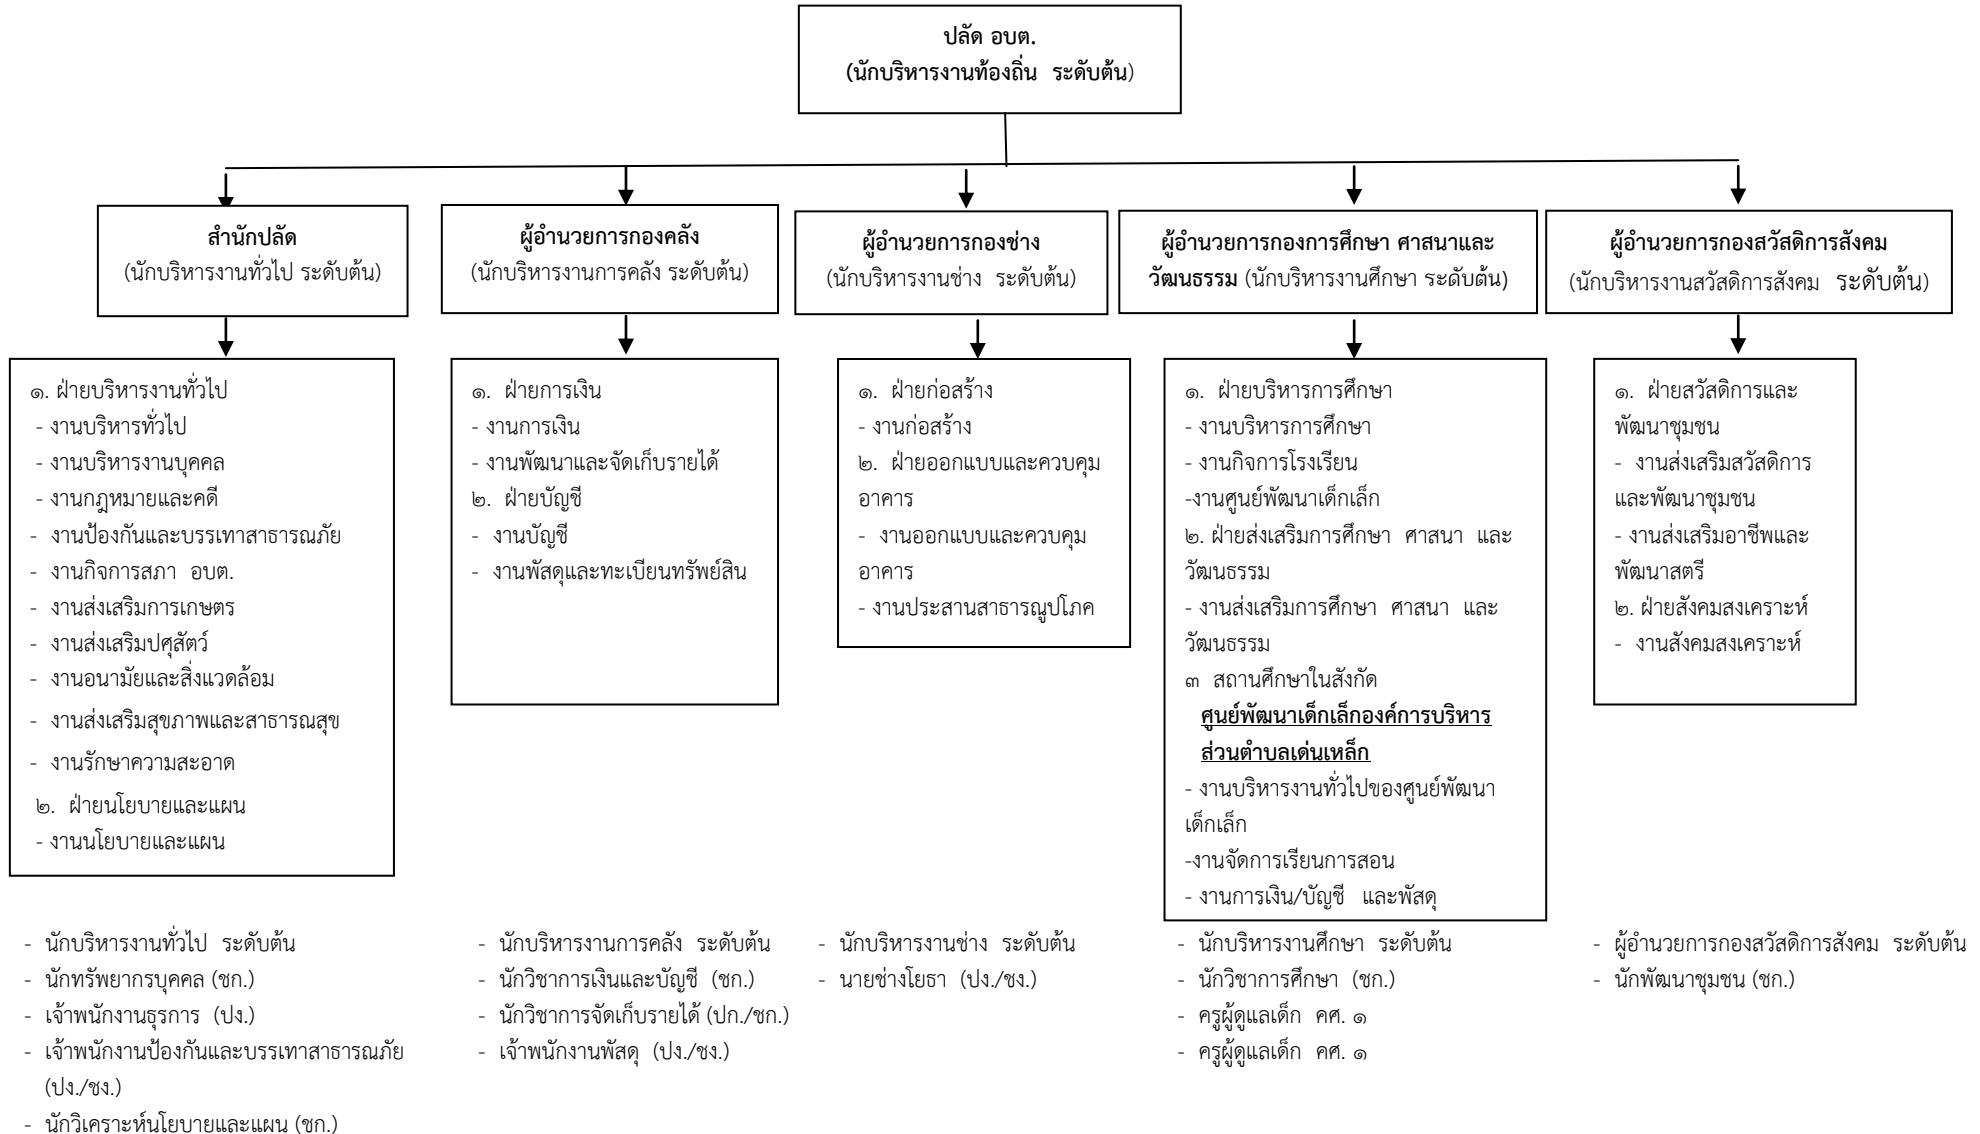 ปลัด อบต.
(นักบริหารงานท้องถิ่น ระดับต้น)
สำนักปลัด
(นักบริหารงานทั่วไป ระดับต้น)
ผู้อำนวยการกองคลัง
(นักบริหารงานการคลัง ระดับต้น)
ผู้อำนวยการกองช่าง
(นักบริหารงานช่าง ระดับต้น)
ผู้อำนวยการกองการศึกษา ศาสนาและ
วัฒนธรรม (นักบริหารงานศึกษา ระดับต้น)
ผู้อำนวยการกองสวัสดิการสังคม
(นักบริหารงานสวัสดิการสังคม ระดับต้น)
๑. ฝ่ายบริหารงานทั่วไป
- งานบริหารทั่วไป
- งานบริหารงานบุคคล
- งานกฎหมายและคดี
- งานป้องกันและบรรเทาสาธารณภัย
- งานกิจการสภา อบต.
- งานส่งเสริมการเกษตร
- งานส่งเสริมปศุสัตว์
- งานอนามัยและสิ่งแวดล้อม
- งานส่งเสริมสุขภาพและสาธารณสุข
- งานรักษาความสะอาด
๒. ฝ่ายนโยบายและแผน
- งานนโยบายและแผน
๑. ฝ่ายการเงิน
- งานการเงิน
- งานพัฒนาและจัดเก็บรายได้
๒. ฝ่ายบัญชี
- งานบัญชี
- งานพัสดุและทะเบียนทรัพย์สิน
๑. ฝ่ายก่อสร้าง
- งานก่อสร้าง
๒. ฝ่ายออกแบบและควบคุม
อาคาร
- งานออกแบบและควบคุม
อาคาร
- งานประสานสาธารณูปโภค
๑. ฝ่ายบริหารการศึกษา
- งานบริหารการศึกษา
- งานกิจการโรงเรียน
-งานศูนย์พัฒนาเด็กเล็ก
๒. ฝ่ายส่งเสริมการศึกษา ศาสนา และ
วัฒนธรรม
- งานส่งเสริมการศึกษา ศาสนา และ
วัฒนธรรม
๓ สถานศึกษาในสังกัด
ศูนย์พัฒนาเด็กเล็กองค์การบริหาร
ส่วนตำบลเด่นเหล็ก
- งานบริหารงานทั่วไปของศูนย์พัฒนา
เด็กเล็ก
-งานจัดการเรียนการสอน
- งานการเงิน/บัญชี และพัสดุ
๑. ฝ่ายสวัสดิการและ
พัฒนาชุมชน
- งานส่งเสริมสวัสดิการ
และพัฒนาชุมชน
- งานส่งเสริมอาชีพและ
พัฒนาสตรี
๒. ฝ่ายสังคมสงเคราะห์
- งานสังคมสงเคราะห์
- นักบริหารงานทั่วไป ระดับต้น
- นักทรัพยากรบุคคล (ชก.)
- เจ้าพนักงานธุรการ (ปง.)
- เจ้าพนักงานป้องกันและบรรเทาสาธารณภัย
(ปง./ชง.)
- นักวิเคราะห์นโยบายและแผน (ชก.)
- นักบริหารงานการคลัง ระดับต้น
- นักวิชาการเงินและบัญชี (ชก.)
- นักวิชาการจัดเก็บรายได้ (ปก./ชก.)
- เจ้าพนักงานพัสดุ (ปง./ชง.)
- นักบริหารงานช่าง ระดับต้น
- นายช่างโยธา (ปง./ชง.)
- นักบริหารงานศึกษา ระดับต้น
- นักวิชาการศึกษา (ชก.)
- ครูผู้ดูแลเด็ก คศ. ๑
- ครูผู้ดูแลเด็ก คศ. ๑
- ผู้อำนวยการกองสวัสดิการสังคม ระดับต้น
- นักพัฒนาชุมชน (ชก.)